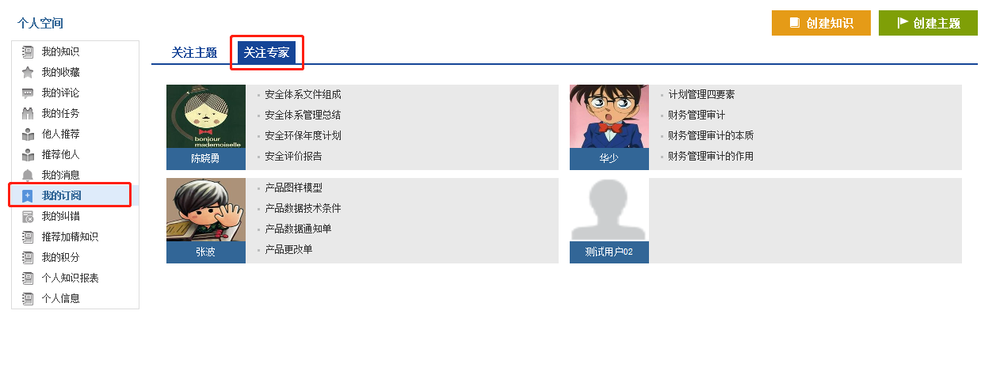 个人空间
创建知识
创建主题
我的知识
我的收藏
我的评论
我的任务
他人推荐
推荐他人
我的消息
我的订阅
我的纠错
推荐加精知识
我的积分
个人知识报表
个人信息
关注主题
关注专家
bonjour
mademoiselle
陈晓勇
安全体系文件组成
安全体系管理总结
安全环保年度计划
安全评价报告
华少
计划管理四要素
财务管理审计
财务管理审计的本质
财务管理审计的作用
张波
产品图样模型
产品数据技术条件
产品数据通知单
产品更改单
测试用户02